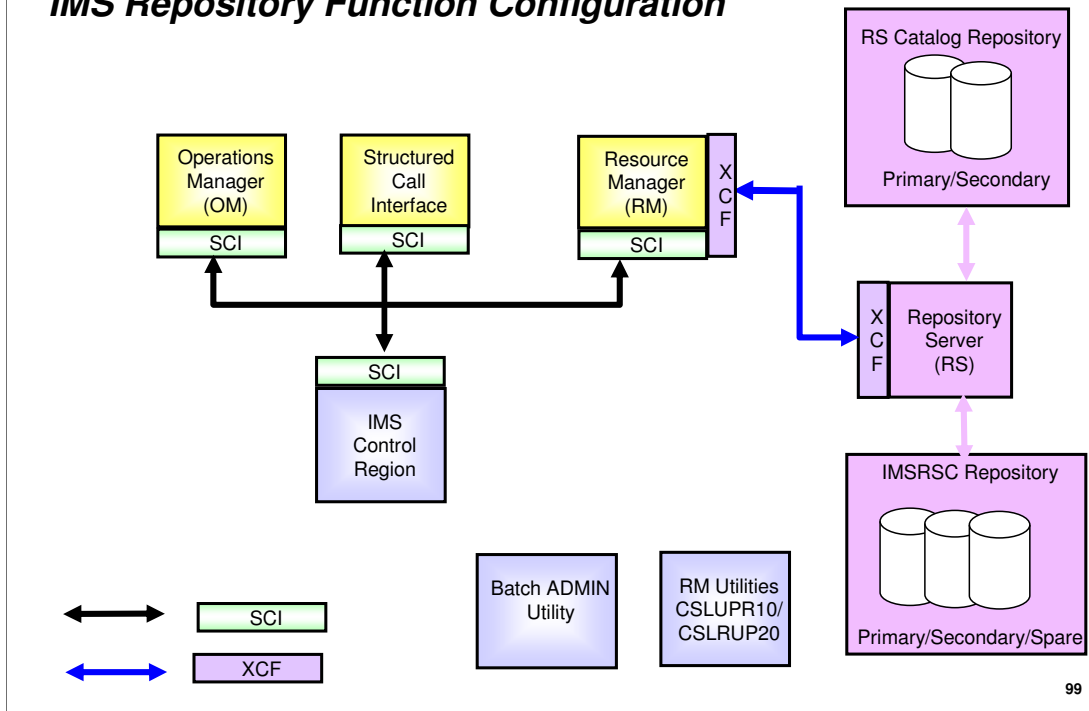 IMS Repository Function Configuration
RS Catalog Repository
Primary/Secondary
Operations
Manager
(OM)
SCI
Structured
Call
Interface
SCI
Resource
Manager
(RM)
SCI
X
C
F
X
C
F
Repository
Server
(RS)
SCI
IMS
Control
Region
IMSRSC Repository
Primary/Secondary/Spare
Batch ADMIN
Utility
RM Utilities
CSLUPR10/
CSLRUP20
SCI
XCF
99